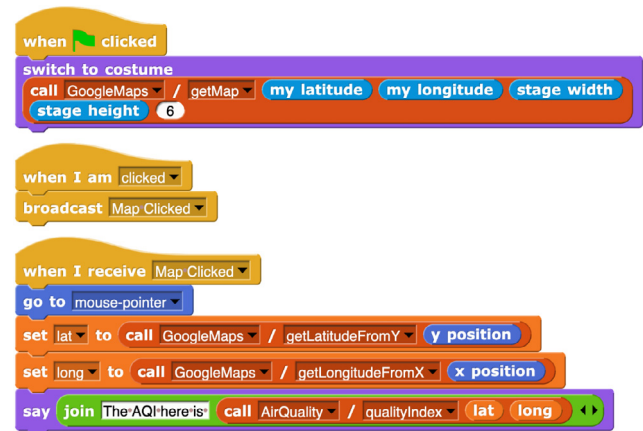 when clicked
switch to costume
call GoogleMaps / getMap my latitude my longitude stage width
stage height 6
when I am clicked
broadcast Map Clicked
when I receive Map Clicked
go to mouse-pointer
set lat to call GoogleMaps / getLatitudeFromY y position
set long to call GoogleMaps / getLongitudeFromX x position
say join The AQI here is call AirQuality / qualityIndex lat long